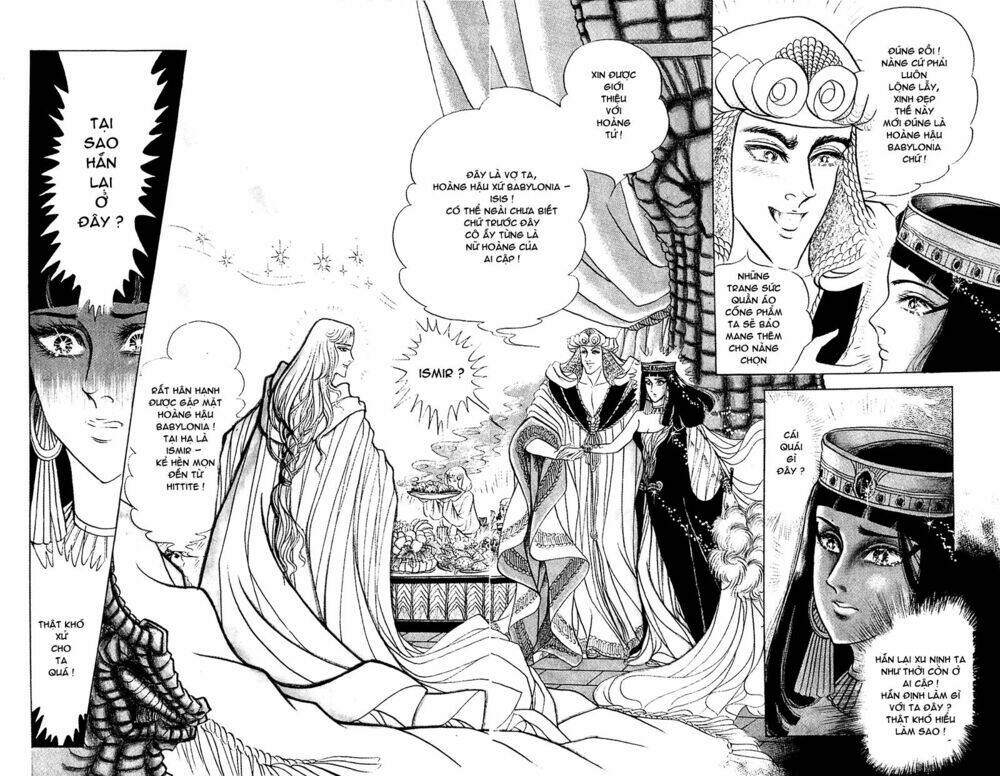 ĐÚNG RỒI !
NÀNG CỨ PHẢI
LUÔN
LỘNG LẪY,
XINH ĐẸP
THẾ NÀY
MỚI ĐÚNG LÀ
HOÀNG HẬU
BABYLONIA
CHỨ !
NHỮNG
TRANG SỨC
QUẦN ÁO
CỐNG PHẨM
TA SẼ BẢO
MANG THÊM
CHO NÀNG
CHỌN
CÁI
QUÁI
GÌ
ĐÂY ?
HẮN LẠI XU NỊNH TA
NHƯ THỜI CÒN Ở
AI CẬP !
HẮN ĐỊNH LÀM GÌ
VỚI TA ĐÂY ?
THẬT KHÓ HIỂU
LÀM SAO !
XIN ĐƯỢC
GIỚI
THIỆU
VỚI
HOÀNG
TỬ !
ĐÂY LÀ VỢ TA,
HOÀNG HẬU XỨ BABYLONIA –
ISIS !
CÓ THỂ NGÀI CHƯA BIẾT
CHỨ TRƯỚC ĐÂY
CÔ ẤY TỪNG LÀ
NỮ HOÀNG CỦA
AI CẬP !
ISMIR ?
RẤT HÂN HẠNH
ĐƯỢC GẶP MẶT
HOÀNG HẬU
BABYLONIA !
TẠI HẠ LÀ
ISMIR –
KẺ HÈN MỌN
ĐẾN TỪ
HITTITE !
TẠI
SAO
HẮN
LẠI
Ở
ĐÂY ?
THẬT KHÓ
XỬ
CHO
TA
QUÁ !